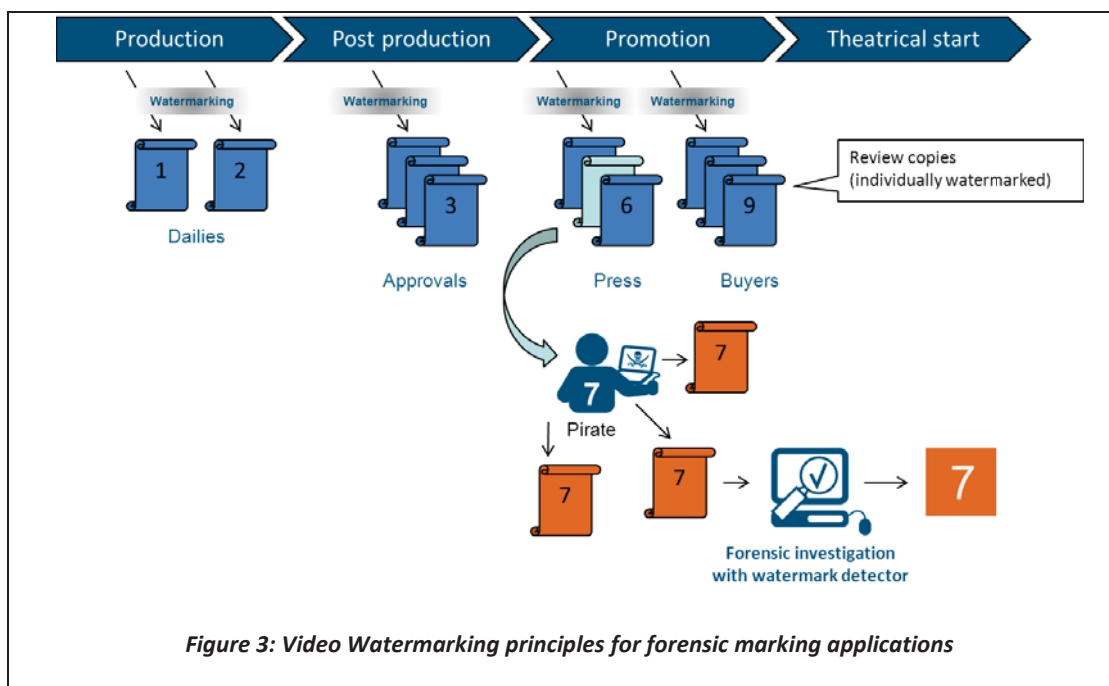 Production
Post production
Promotion
Theatrical start
Watermarking
Watermarking
Watermarking
Watermarking
1
2
3
6
9
Review copies
(individually watermarked)
Dailies
Approvals
Press
Buyers
7
7
Pirate
7
7
7
Forensic investigation
with watermark detector
Figure 3: Video Watermarking principles for forensic marking applications